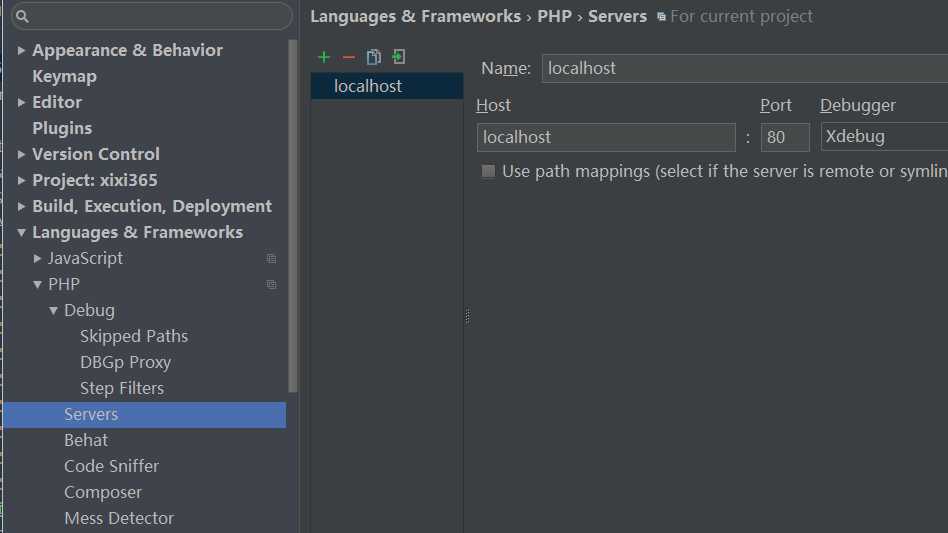 Languages & Frameworks › PHP › Servers For current project
Appearance & Behavior
Keymap
Editor
Plugins
Version Control
Project: xixi365
Build, Execution, Deployment
Languages & Frameworks
JavaScript
PHP
Debug
Skipped Paths
DBGp Proxy
Step Filters
Servers
Behat
Code Sniffer
Composer
Mess Detector
localhost
Name: localhost
Host Port Debugger
localhost : 80 Xdebug
Use path mappings (select if the server is remote or symlin